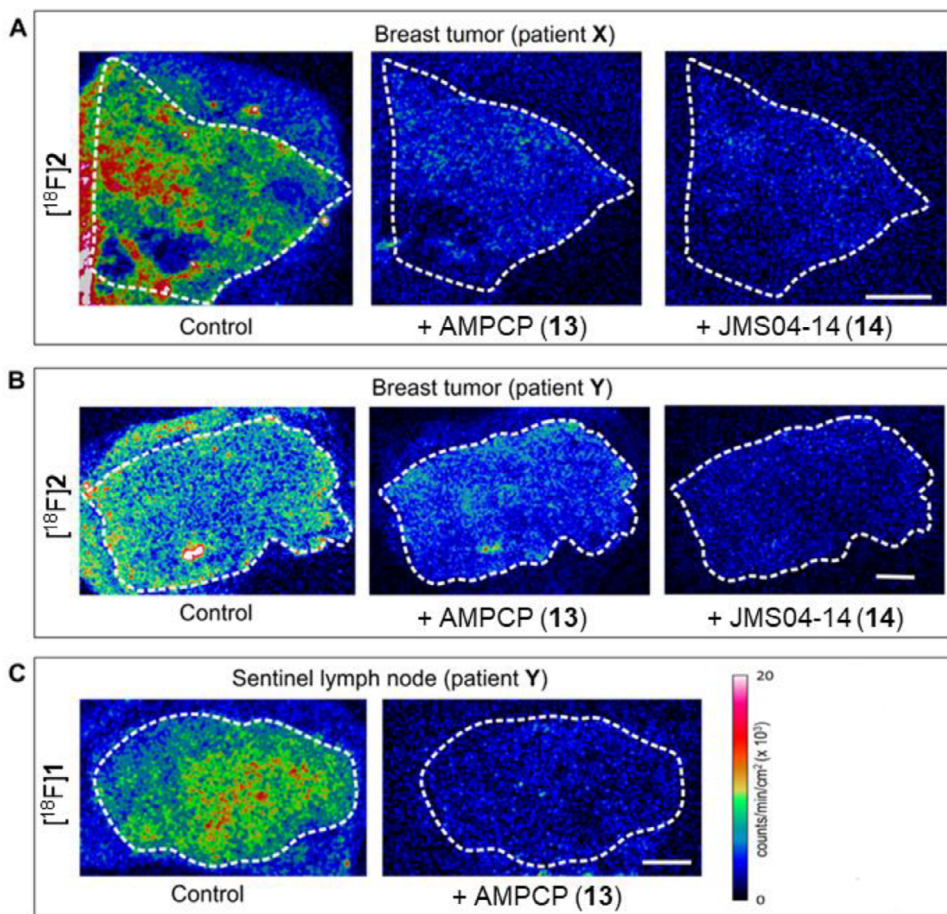 A
Breast tumor (patient X)
[¹⁸F]2
Control
+ AMPCP (13)
+ JMS04-14 (14)
B
Breast tumor (patient Y)
[¹⁸F]2
Control
+ AMPCP (13)
+ JMS04-14 (14)
C
Sentinel lymph node (patient Y)
[¹⁸F]1
Control
+ AMPCP (13)
20
counts/min/cm² (x 10³)
0